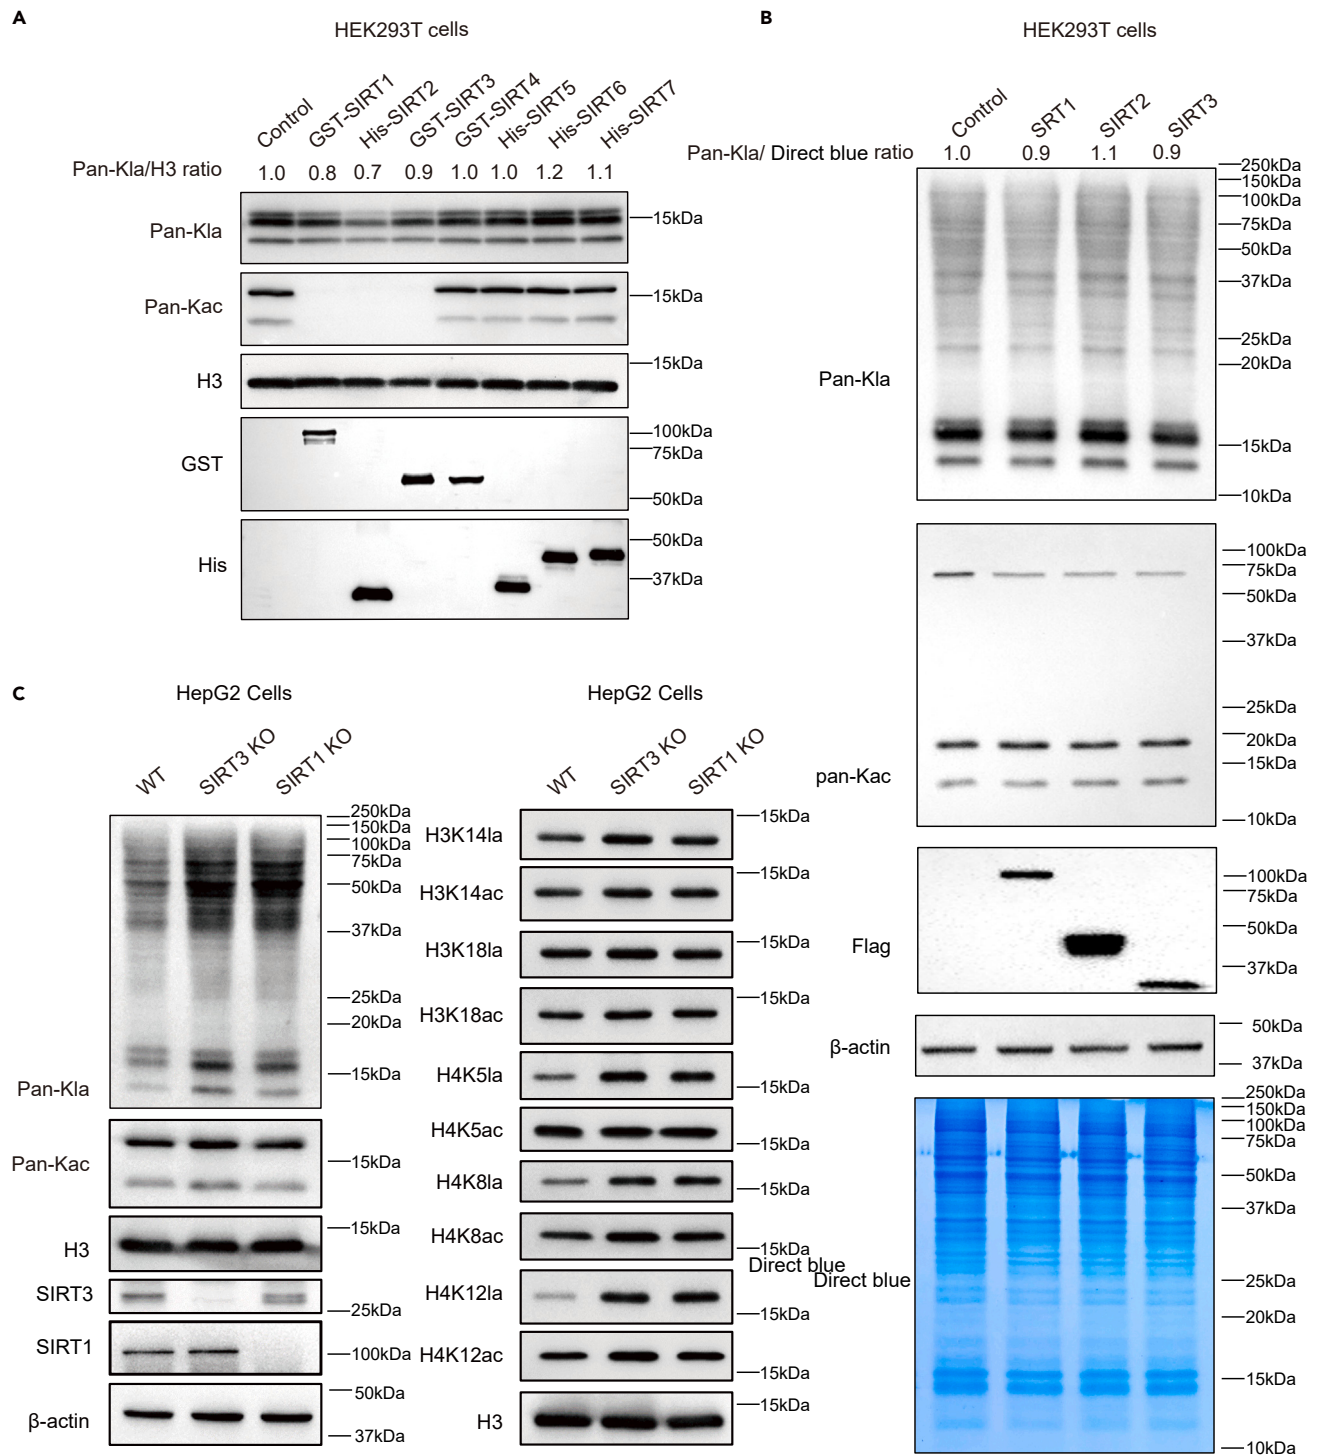 A
HEK293T cells
Control
GST-SIRT1
His-SIRT2
GST-SIRT3
GST-SIRT4
His-SIRT5
His-SIRT6
His-SIRT7
Pan-Kla/H3 ratio
1.0 0.8 0.7 0.9 1.0 1.0 1.2 1.1
Pan-Kla
15kDa
Pan-Kac
15kDa
H3
15kDa
GST
100kDa
75kDa
50kDa
His
50kDa
37kDa
B
HEK293T cells
Control
SRT1
SIRT2
SIRT3
Pan-Kla/ Direct blue ratio
1.0 0.9 1.1 0.9
Pan-Kla
250kDa
150kDa
100kDa
75kDa
50kDa
37kDa
25kDa
20kDa
15kDa
10kDa
pan-Kac
100kDa
75kDa
50kDa
37kDa
25kDa
20kDa
15kDa
10kDa
Flag
100kDa
75kDa
50kDa
37kDa
β-actin
50kDa
37kDa
Direct blue
250kDa
150kDa
100kDa
75kDa
50kDa
37kDa
25kDa
20kDa
15kDa
10kDa
C
HepG2 Cells
WT
SIRT3 KO
SIRT1 KO
Pan-Kla
250kDa
150kDa
100kDa
75kDa
50kDa
37kDa
25kDa
20kDa
15kDa
Pan-Kac
15kDa
H3
15kDa
SIRT3
25kDa
SIRT1
100kDa
β-actin
50kDa
37kDa
HepG2 Cells
WT
SIRT3 KO
SIRT1 KO
H3K14la
15kDa
H3K14ac
15kDa
H3K18la
15kDa
H3K18ac
15kDa
H4K5la
15kDa
H4K5ac
15kDa
H4K8la
15kDa
H4K8ac
15kDa
Direct blue
H4K12la
15kDa
H4K12ac
15kDa
H3
15kDa